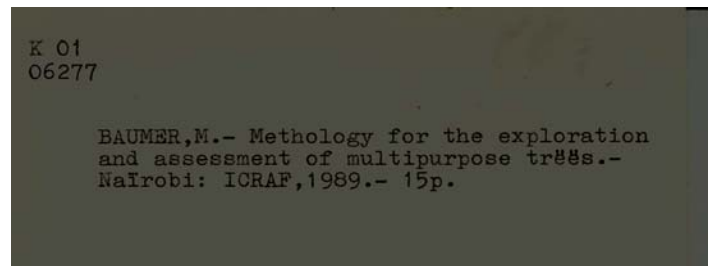 K 01
06277
BAUMER,M.- Methology for the exploration
and assessment of multipurpose trëës.-
Naïrobi: ICRAF,1989.- 15p.